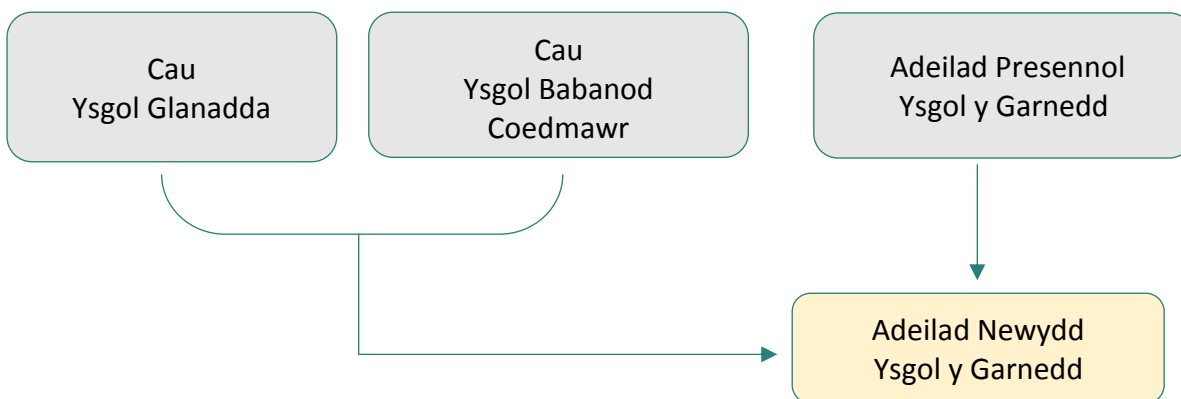 Cau
Ysgol Glanadda
Cau
Ysgol Babanod
Coedmawr
Adeilad Presennol
Ysgol y Garnedd
Adeilad Newydd
Ysgol y Garnedd